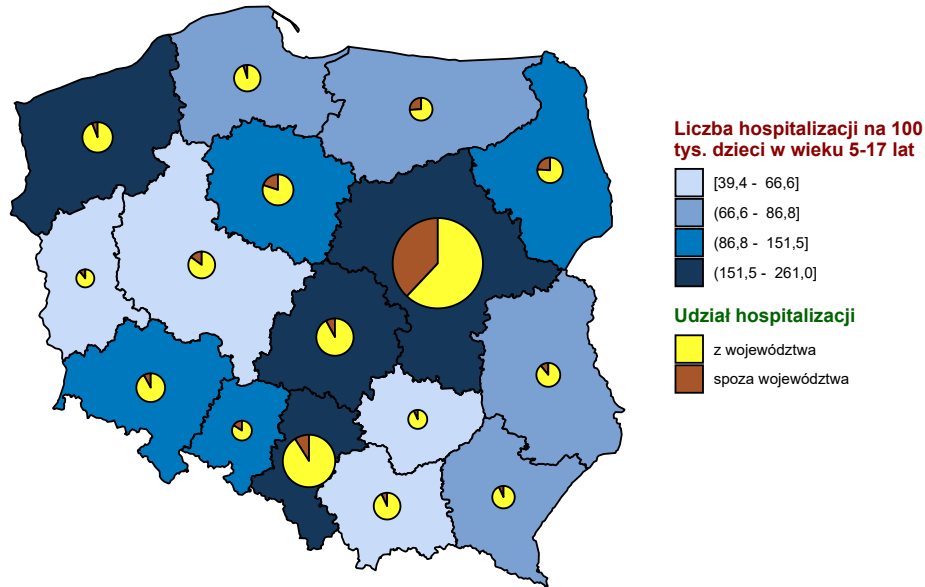 Liczba hospitalizacji na 100
tys. dzieci w wieku 5-17 lat
[39,4 - 66,6]
(66,6 - 86,8]
(86,8 - 151,5]
(151,5 - 261,0]
Udział hospitalizacji
z województwa
spoza województwa